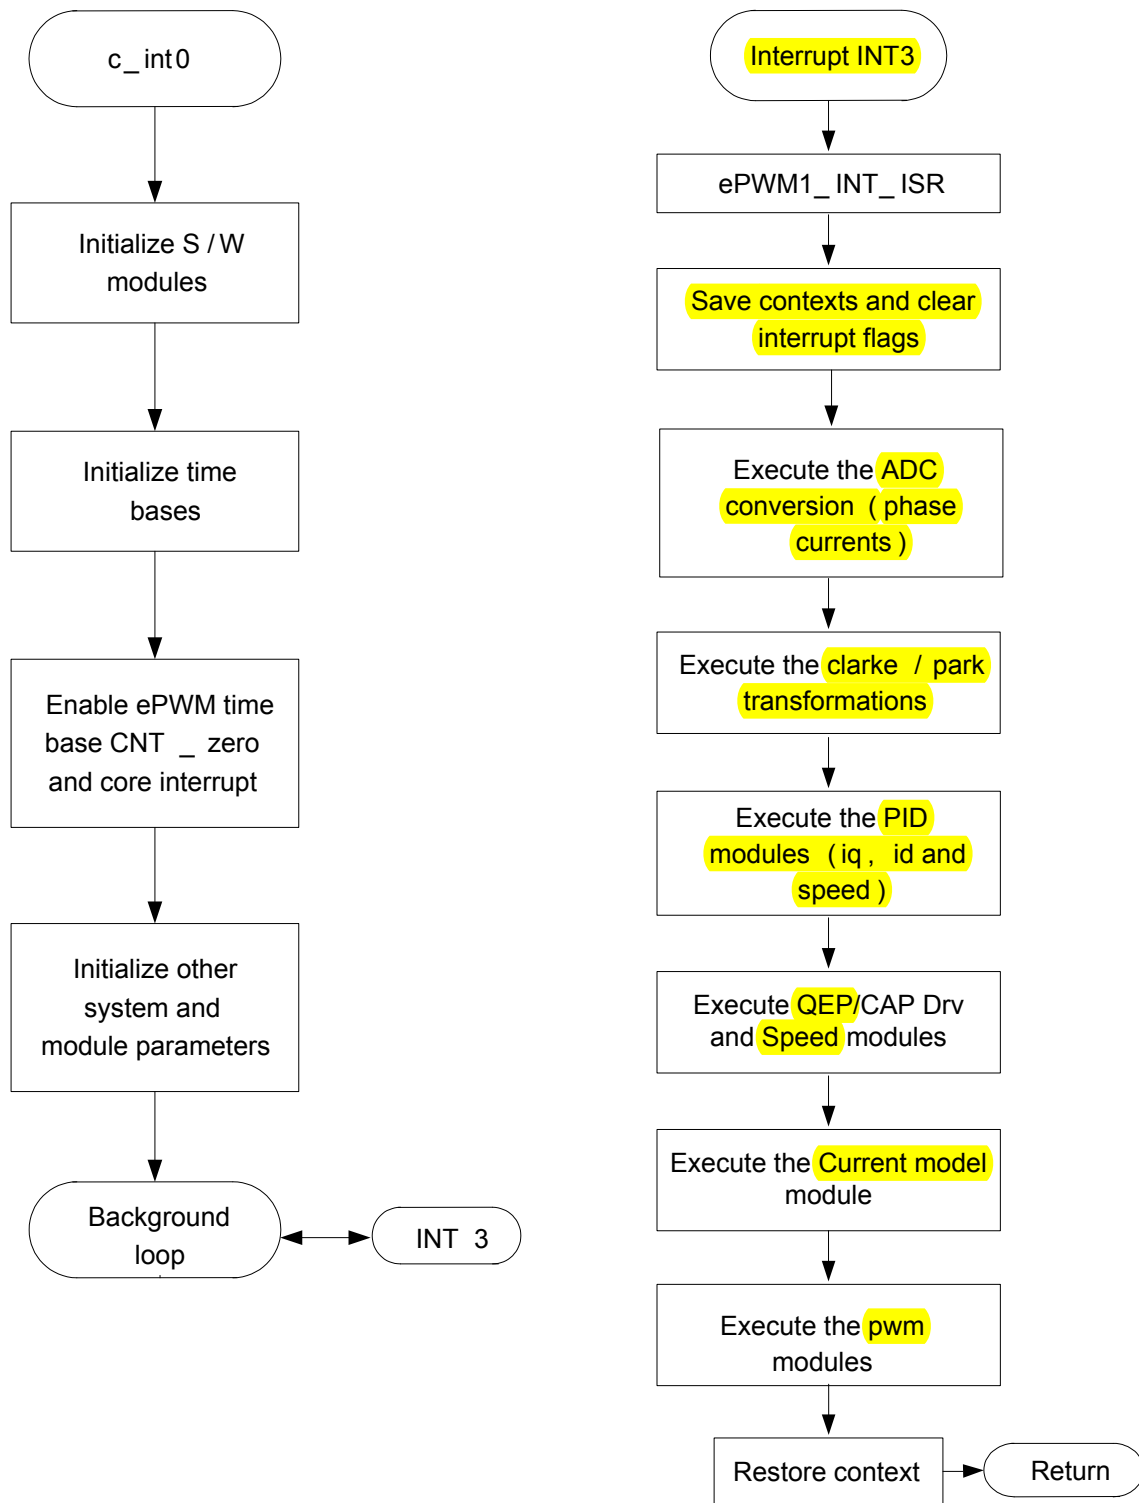 c_int0
Initialize S / W
modules
Initialize time
bases
Enable ePWM time
base CNT _ zero
and core interrupt
Initialize other
system and
module parameters
Background
loop
INT 3
Interrupt INT3
ePWM1_ INT_ ISR
Save contexts and clear
interrupt flags
Execute the ADC
conversion ( phase
currents )
Execute the clarke / park
transformations
Execute the PID
modules ( iq , id and
speed )
Execute QEP/CAP Drv
and Speed modules
Execute the Current model
module
Execute the pwm
modules
Restore context
Return